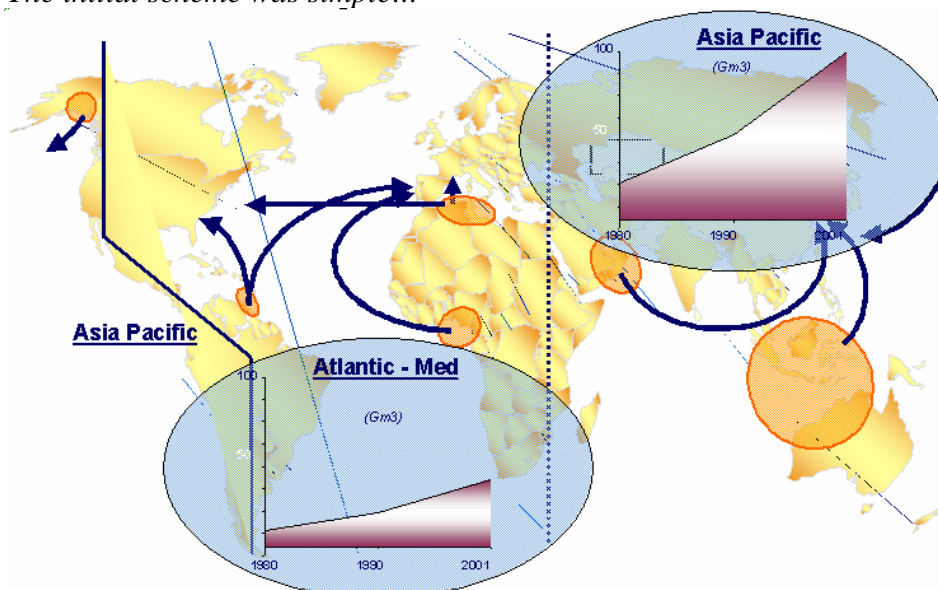 The initial scheme was simple...
Asia Pacific
(Gm3)
100
50
1980
1990
2001
Asia Pacific
Atlantic - Med
(Gm3)
100
50
1980
1990
2001